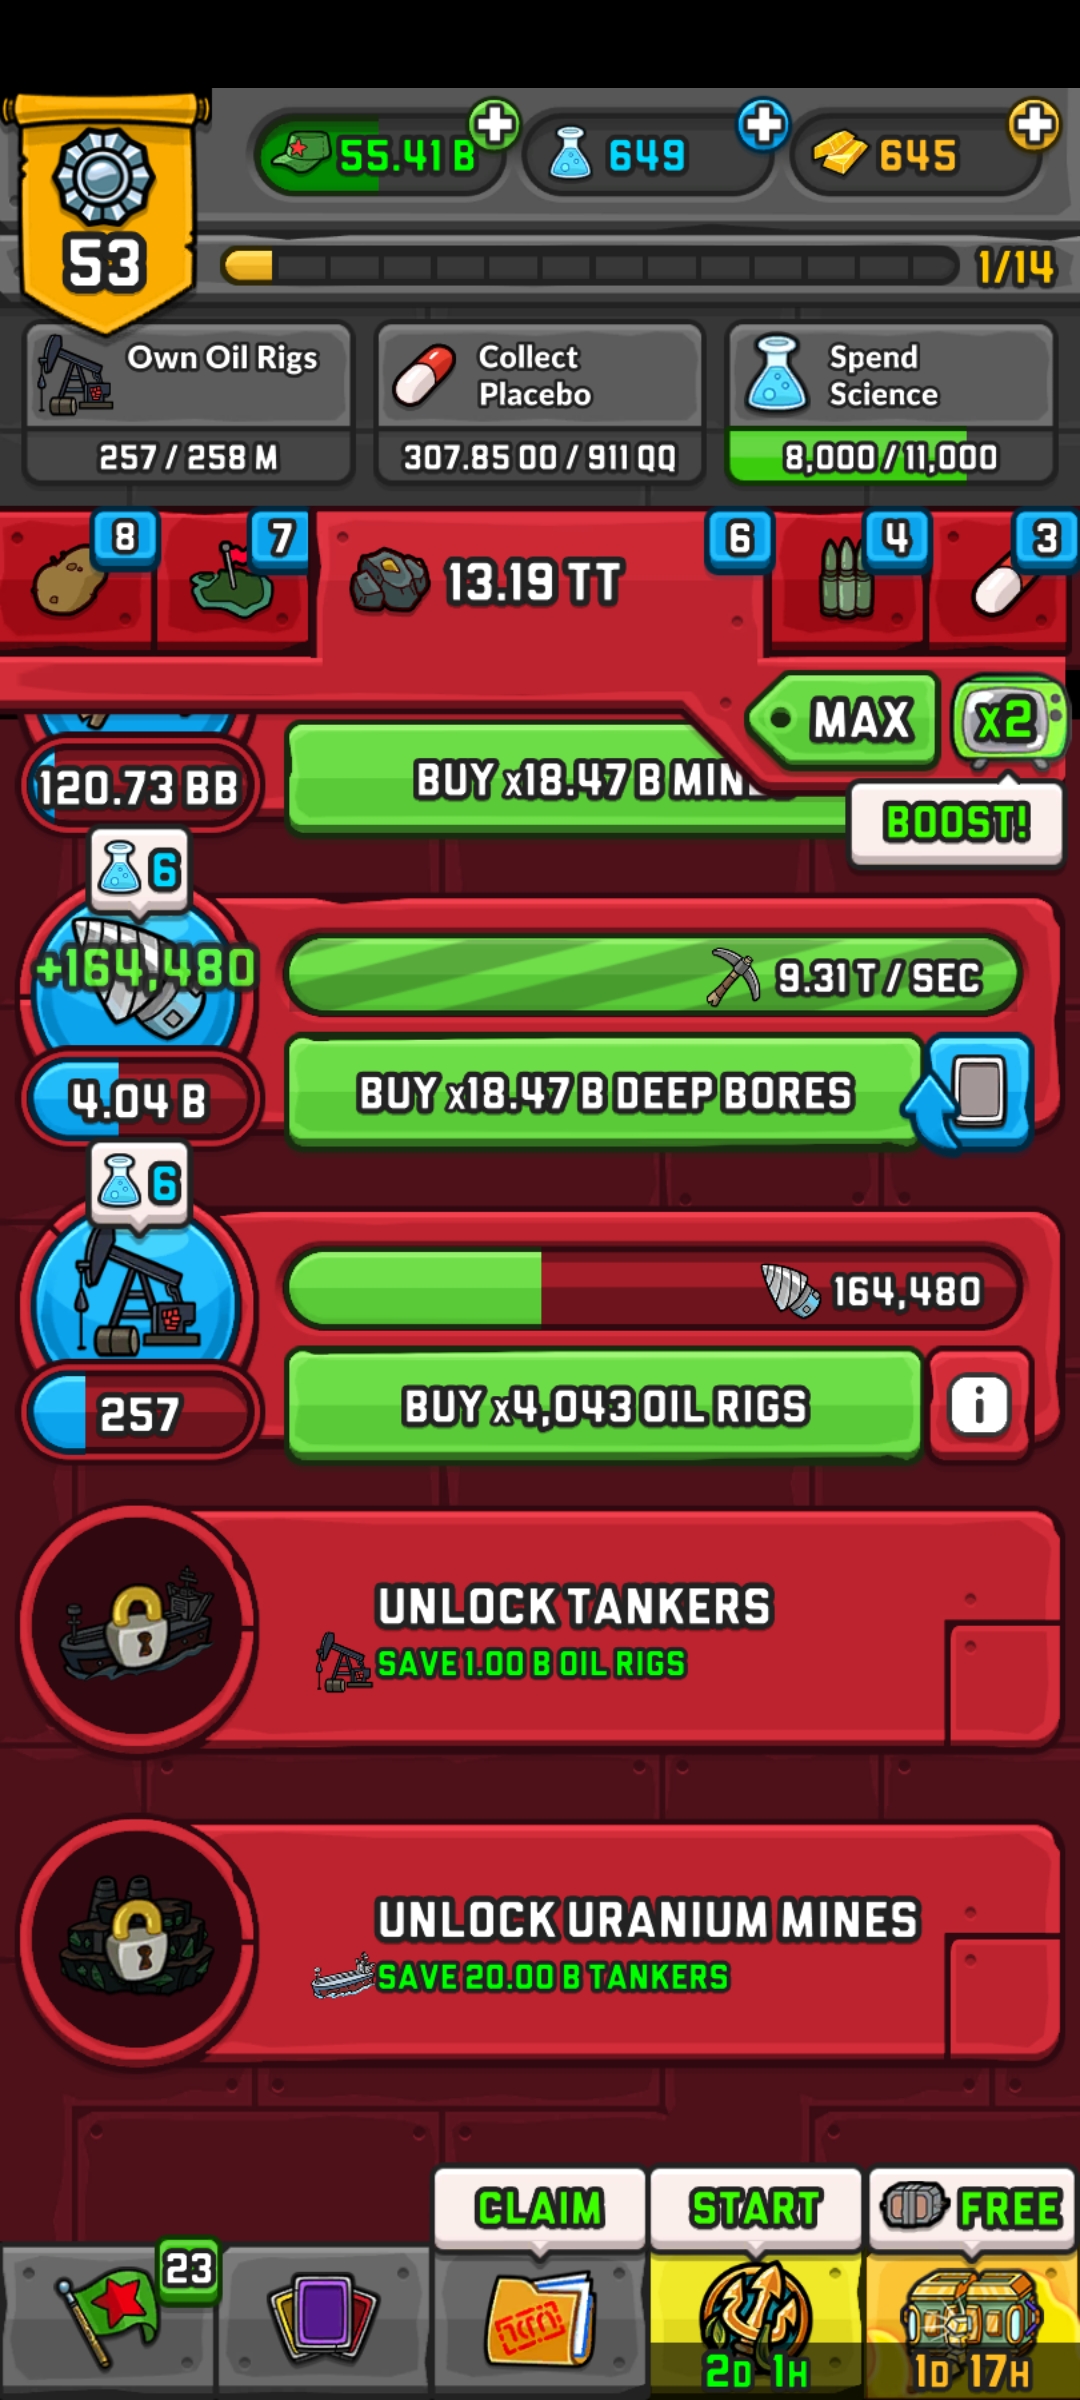 55.41 B
649
645
53
1/14
Own Oil Rigs
257 / 258 M
Collect
Placebo
307.85 OO / 911 QQ
Spend
Science
8,000 / 11,000
8
7
13.19 TT
6
4
3
MAX
x2
120.73 BB
BUY x18.47 B MIN
BOOST!
6
+164,480
9.31 T / SEC
4.04 B
BUY x18.47 B DEEP BORES
6
164,480
257
BUY x4,043 OIL RIGS
i
UNLOCK TANKERS
SAVE 1.00 B OIL RIGS
UNLOCK URANIUM MINES
SAVE 20.00 B TANKERS
CLAIM
START
FREE
23
2D 1H
1D 17H